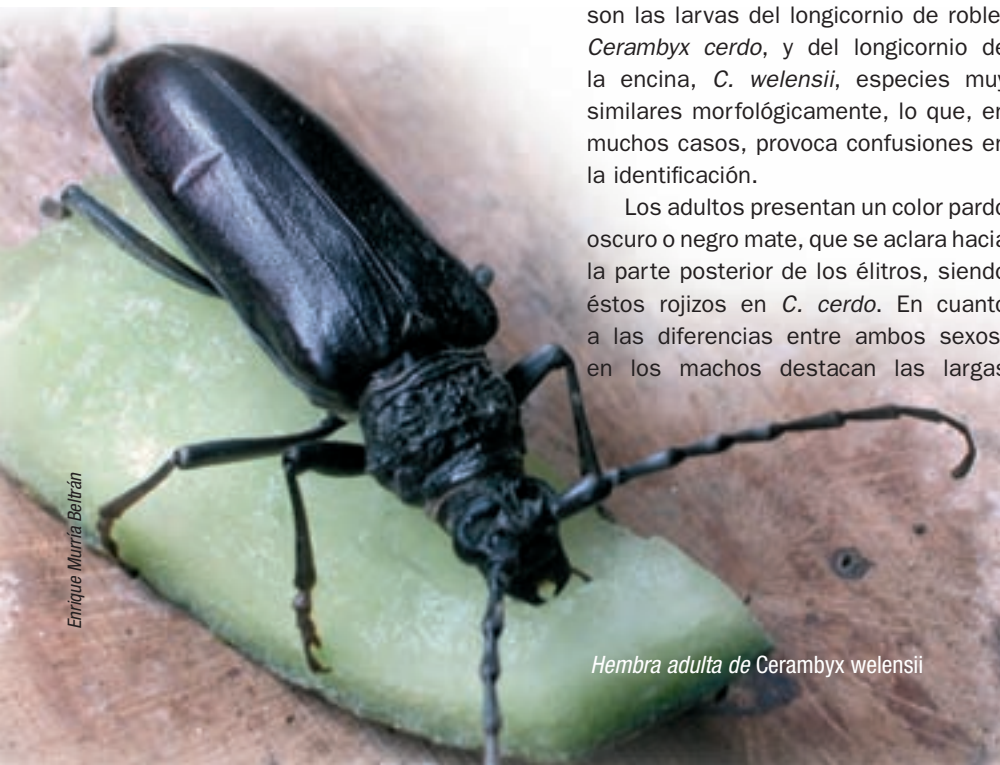 son las larvas del longicornio de roble
Cerambyx cerdo, y del longicornio de
la encina, C. welensii, especies muy
similares morfológicamente, lo que, en
muchos casos, provoca confusiones en
la identificación.
Los adultos presentan un color pardo
oscuro o negro mate, que se aclara hacia
la parte posterior de los élitros, siendo
éstos rojizos en C. cerdo. En cuanto
a las diferencias entre ambos sexos,
en los machos destacan las largas
Enrique Murría Beltrán
Hembra adulta de Cerambyx welensii